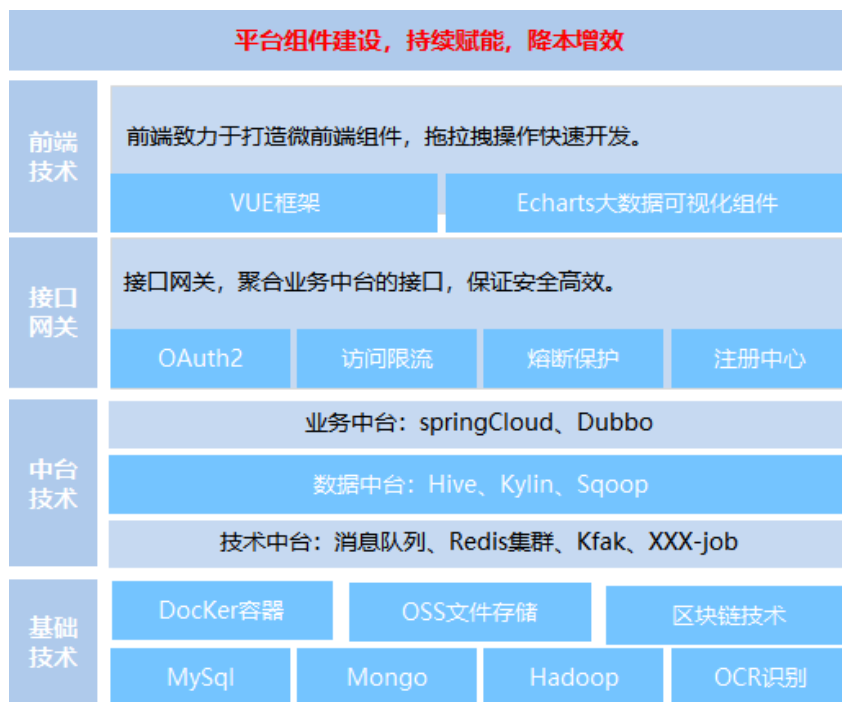 平台组件建设，持续赋能，降本增效
前端
技术
前端致力于打造微前端组件，拖拉拽操作快速开发。
VUE框架
Echarts大数据可视化组件
接口
网关
接口网关，聚合业务中台的接口，保证安全高效。
OAuth2
访问限流
熔断保护
注册中心
中台
技术
业务中台：springCloud、Dubbo
数据中台：Hive、Kylin、Sqoop
技术中台：消息队列、Redis集群、Kfak、XXX-job
基础
技术
DocKer容器
OSS文件存储
区块链技术
MySql
Mongo
Hadoop
OCR识别